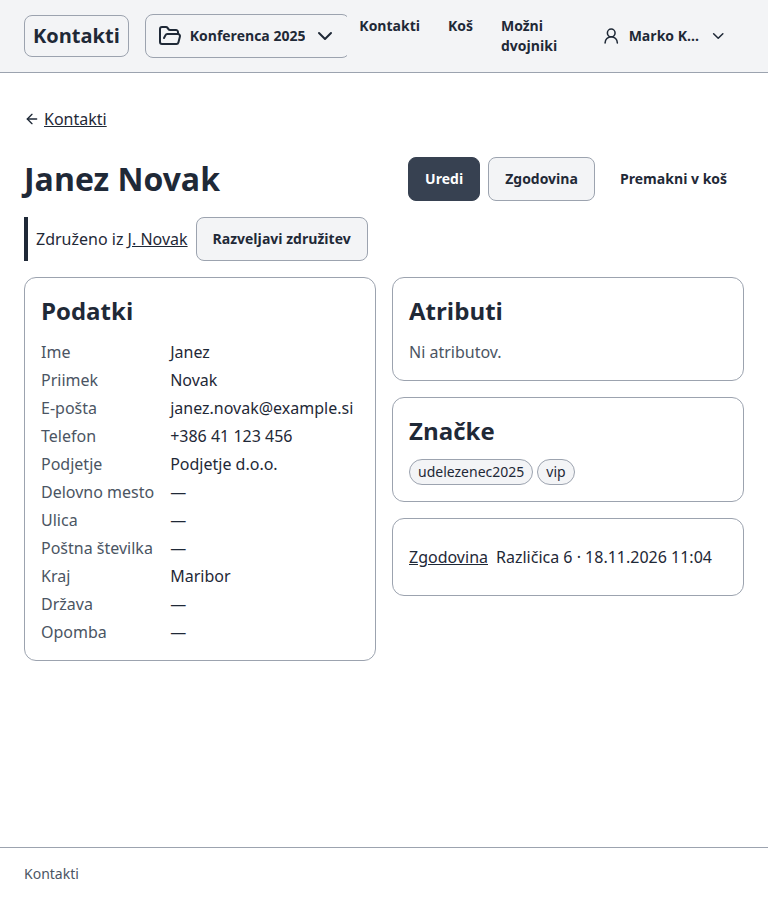 Kontakti
Konferenca 2025
Kontakti
Koš
Možni
dvojniki
Marko K...
Kontakti
Janez Novak
Uredi
Zgodovina
Premakni v koš
Združeno iz J. Novak
Razveljavi združitev
Podatki
Ime Janez
Priimek Novak
E-pošta janez.novak@example.si
Telefon +386 41 123 456
Podjetje Podjetje d.o.o.
Delovno mesto —
Ulica —
Poštna številka —
Kraj Maribor
Država —
Opomba —
Atributi
Ni atributov.
Značke
udelezenec2025 vip
Zgodovina Različica 6 · 18.11.2026 11:04
Kontakti